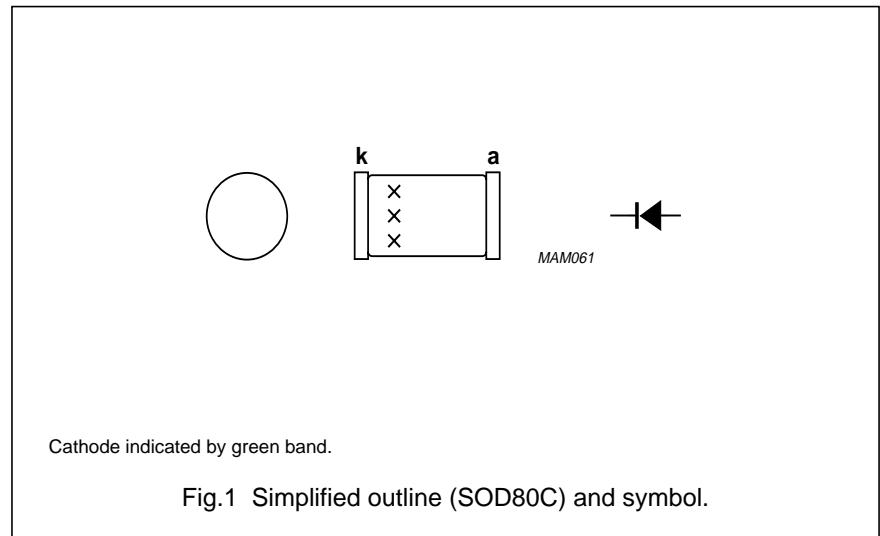 k a
MAM061
Cathode indicated by green band.
Fig.1 Simplified outline (SOD80C) and symbol.